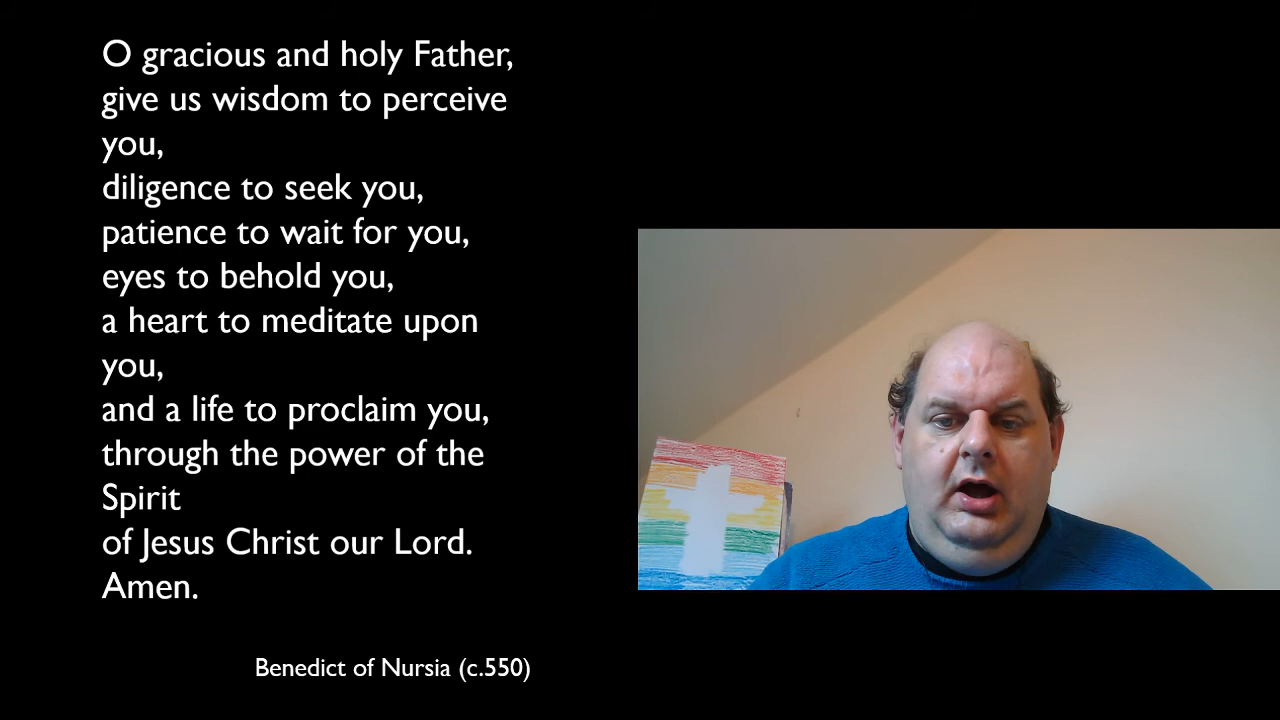 O gracious and holy Father,
give us wisdom to perceive
you,
diligence to seek you,
patience to wait for you,
eyes to behold you,
a heart to meditate upon
you,
and a life to proclaim you,
through the power of the
Spirit
of Jesus Christ our Lord.
Amen.
Benedict of Nursia (c.550)